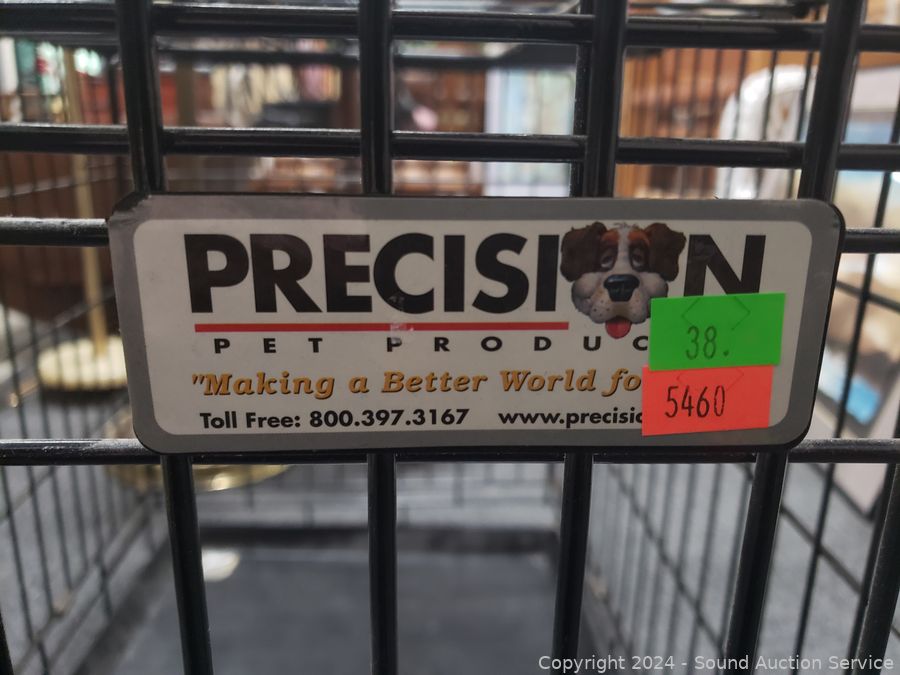 PRECISI N
PET PRODUC
"Making a Better World fo
Toll Free: 800.397.3167 www.precisio
38.
5460
Copyright 2024 - Sound Auction Service